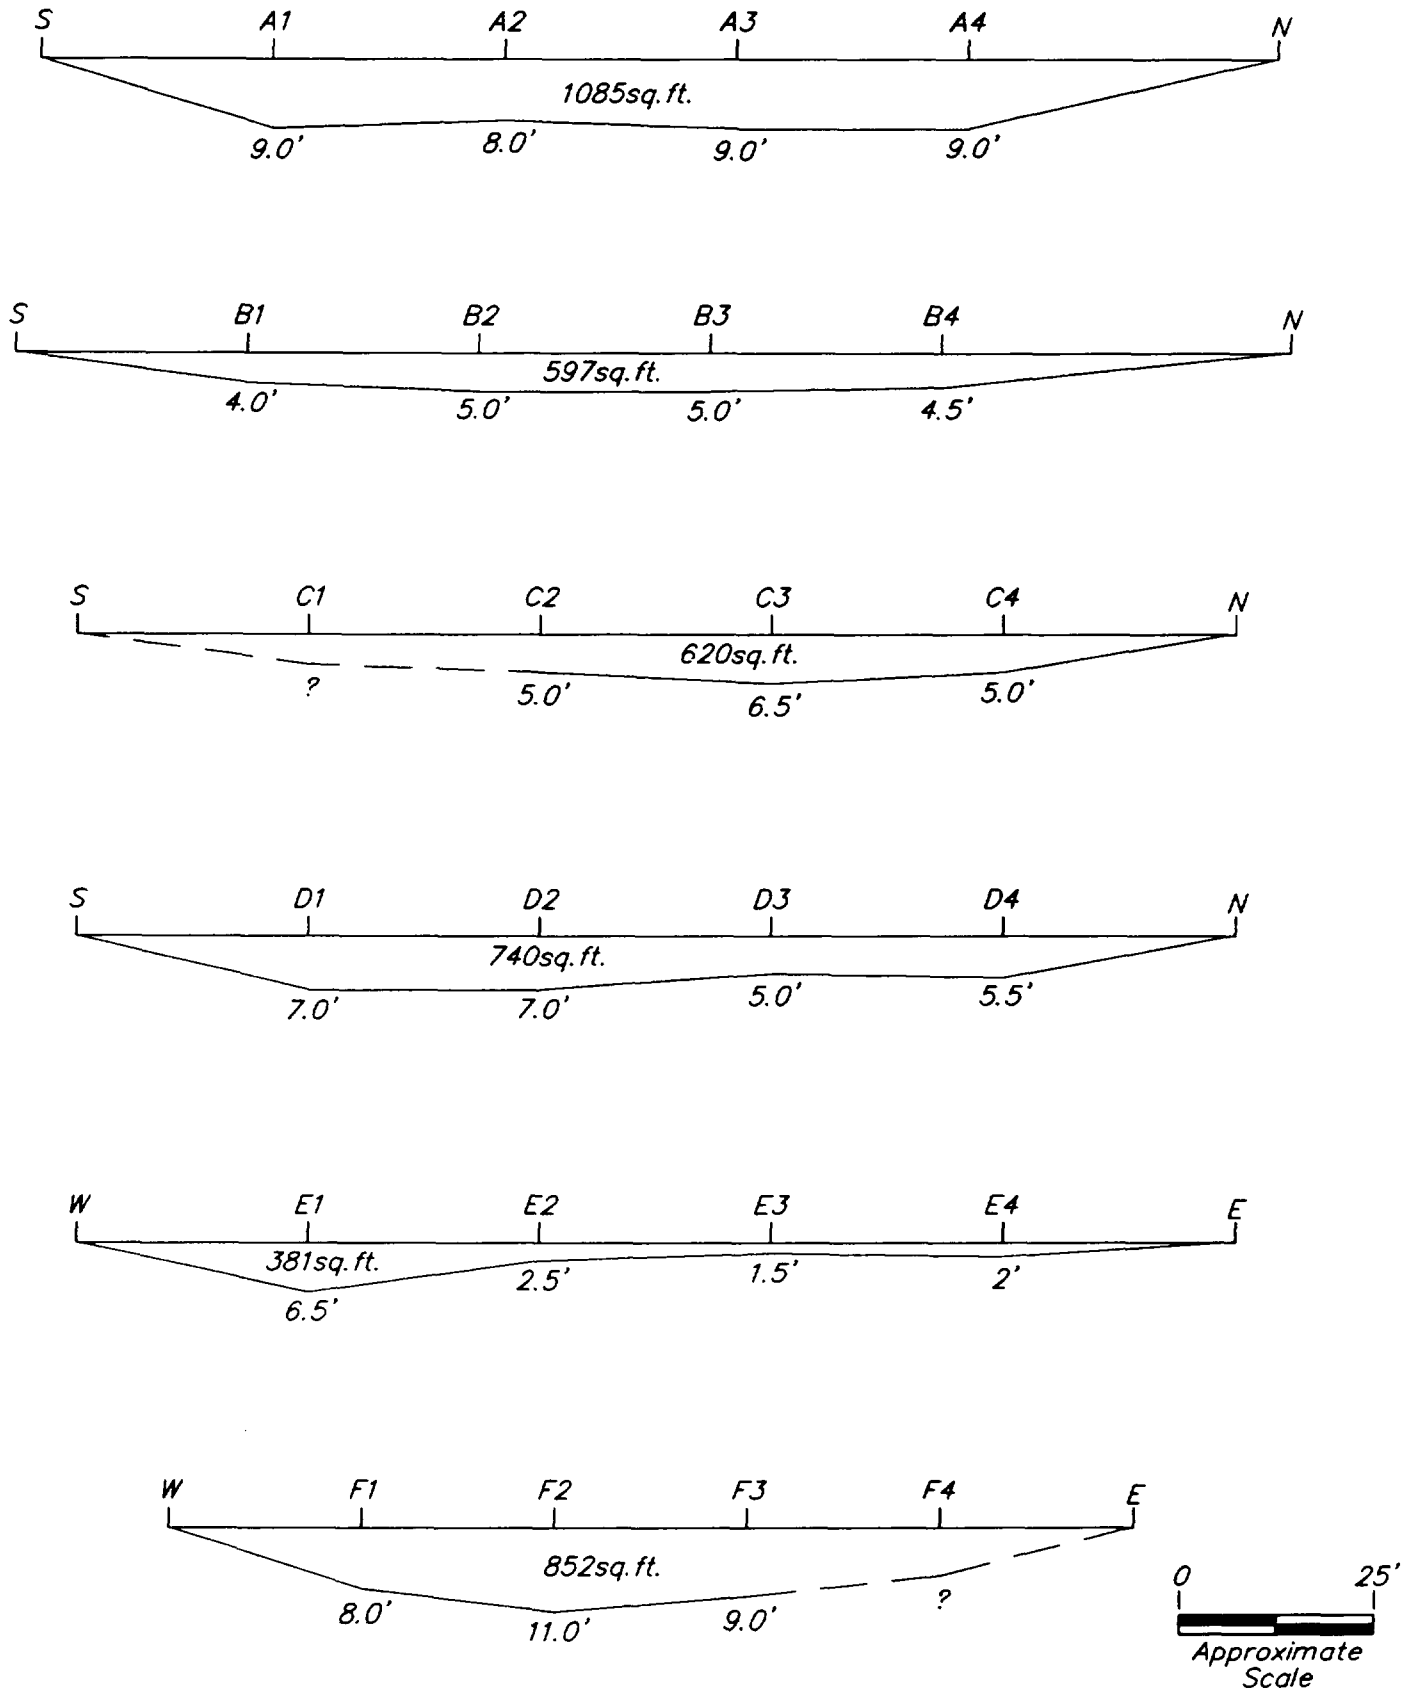 S A1 A2 A3 A4 N
1085sq.ft.
9.0' 8.0' 9.0' 9.0'
S B1 B2 B3 B4 N
597sq.ft.
4.0' 5.0' 5.0' 4.5'
S C1 C2 C3 C4 N
620sq.ft.
? 5.0' 6.5' 5.0'
S D1 D2 D3 D4 N
740sq.ft.
7.0' 7.0' 5.0' 5.5'
W E1 E2 E3 E4 E
381sq.ft.
6.5' 2.5' 1.5' 2'
W F1 F2 F3 F4 E
852sq.ft.
8.0' 11.0' 9.0' ?
0 25'
Approximate
Scale